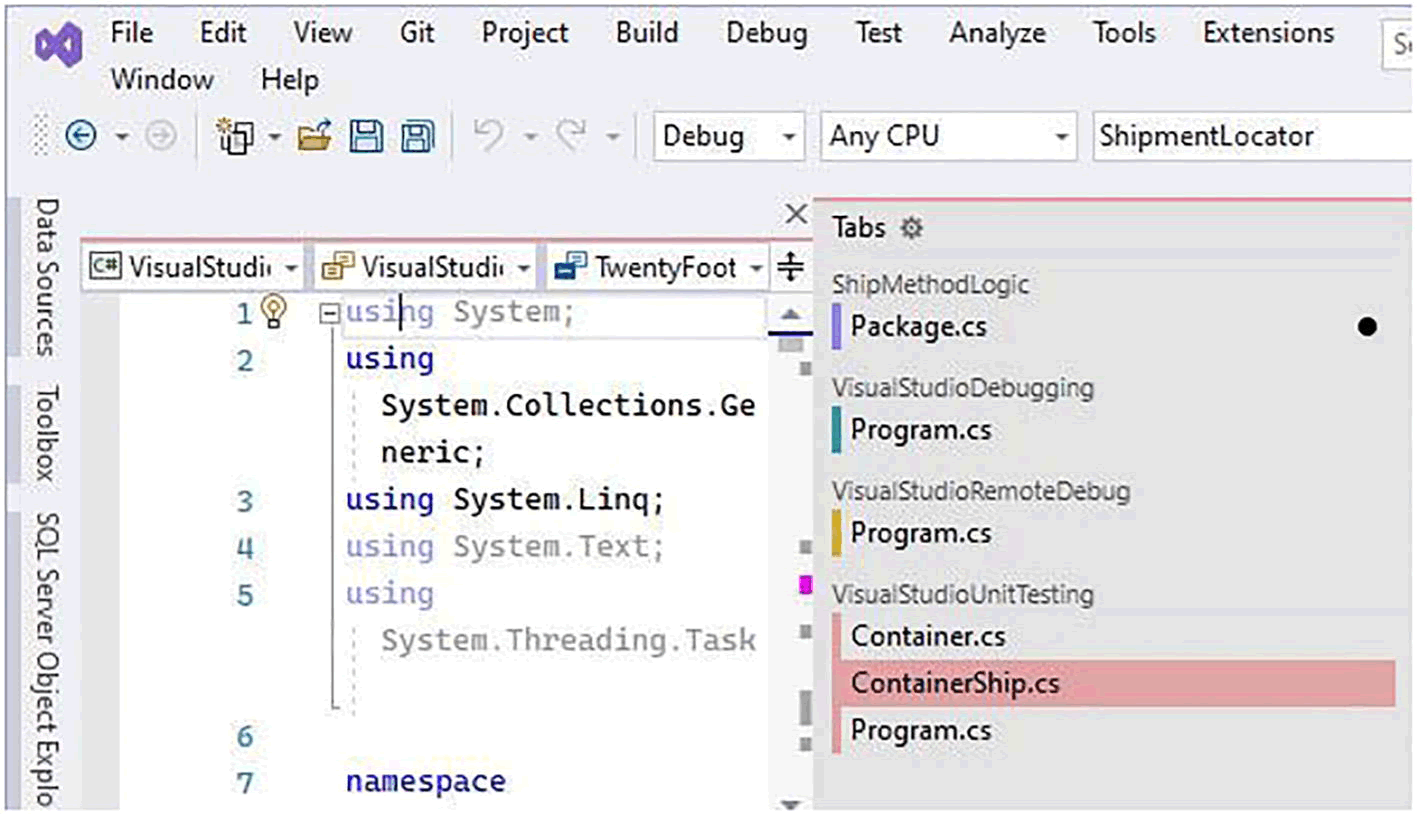 File Edit View Git Project Build Debug Test Analyze Tools Extensions
Window Help
Debug Any CPU ShipmentLocator
Data Sources
Toolbox
SQL Server Object Explo
C# VisualStudi VisualStudi TwentyFoot
1 using System;
2 using
System.Collections.Ge
neric;
3 using System.Linq;
4 using System.Text;
5 using
System.Threading.Task
6
7 namespace
Tabs
ShipMethodLogic
Package.cs
VisualStudioDebugging
Program.cs
VisualStudioRemoteDebug
Program.cs
VisualStudioUnitTesting
Container.cs
ContainerShip.cs
Program.cs